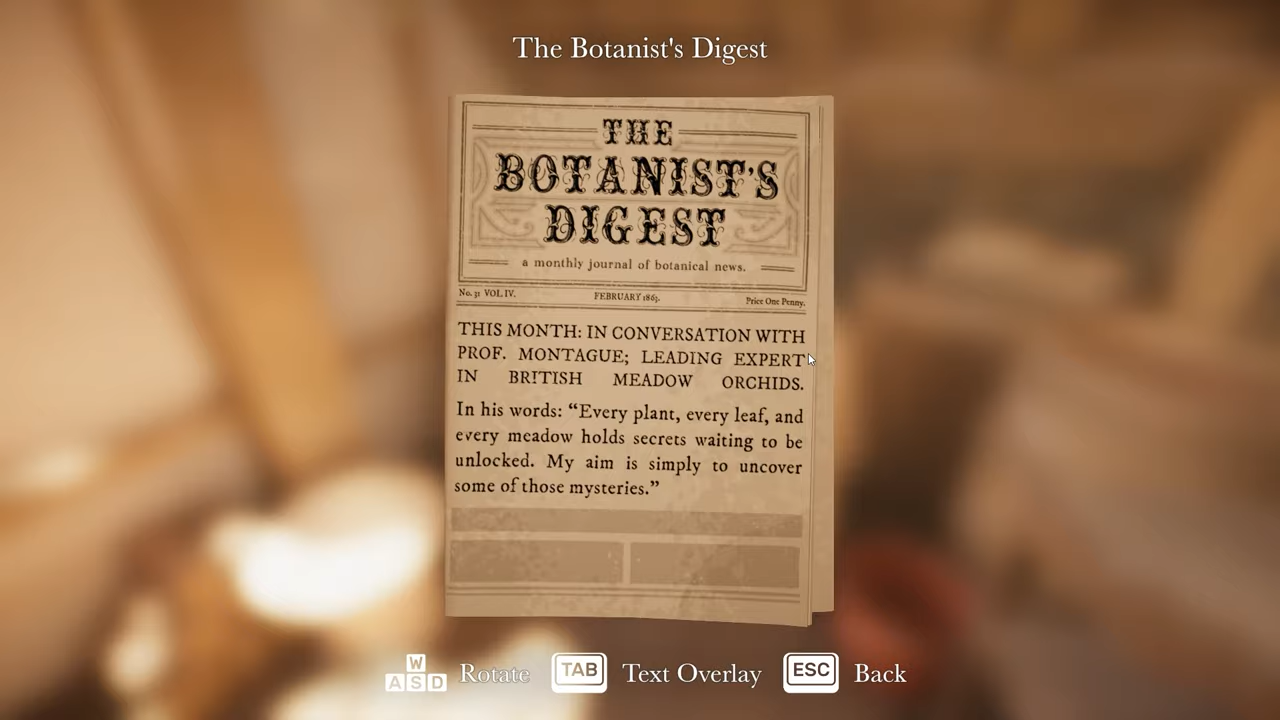 The Botanist's Digest
THE
BOTANIST'S
DIGEST
a monthly journal of botanical news.
No. 31 VOL IV. FEBRUARY 1863. Price One Penny.
THIS MONTH: IN CONVERSATION WITH
PROF. MONTAGUE; LEADING EXPERT
IN BRITISH MEADOW ORCHIDS.
In his words: “Every plant, every leaf, and
every meadow holds secrets waiting to be
unlocked. My aim is simply to uncover
some of those mysteries.”
W
A S D Rotate TAB Text Overlay ESC Back